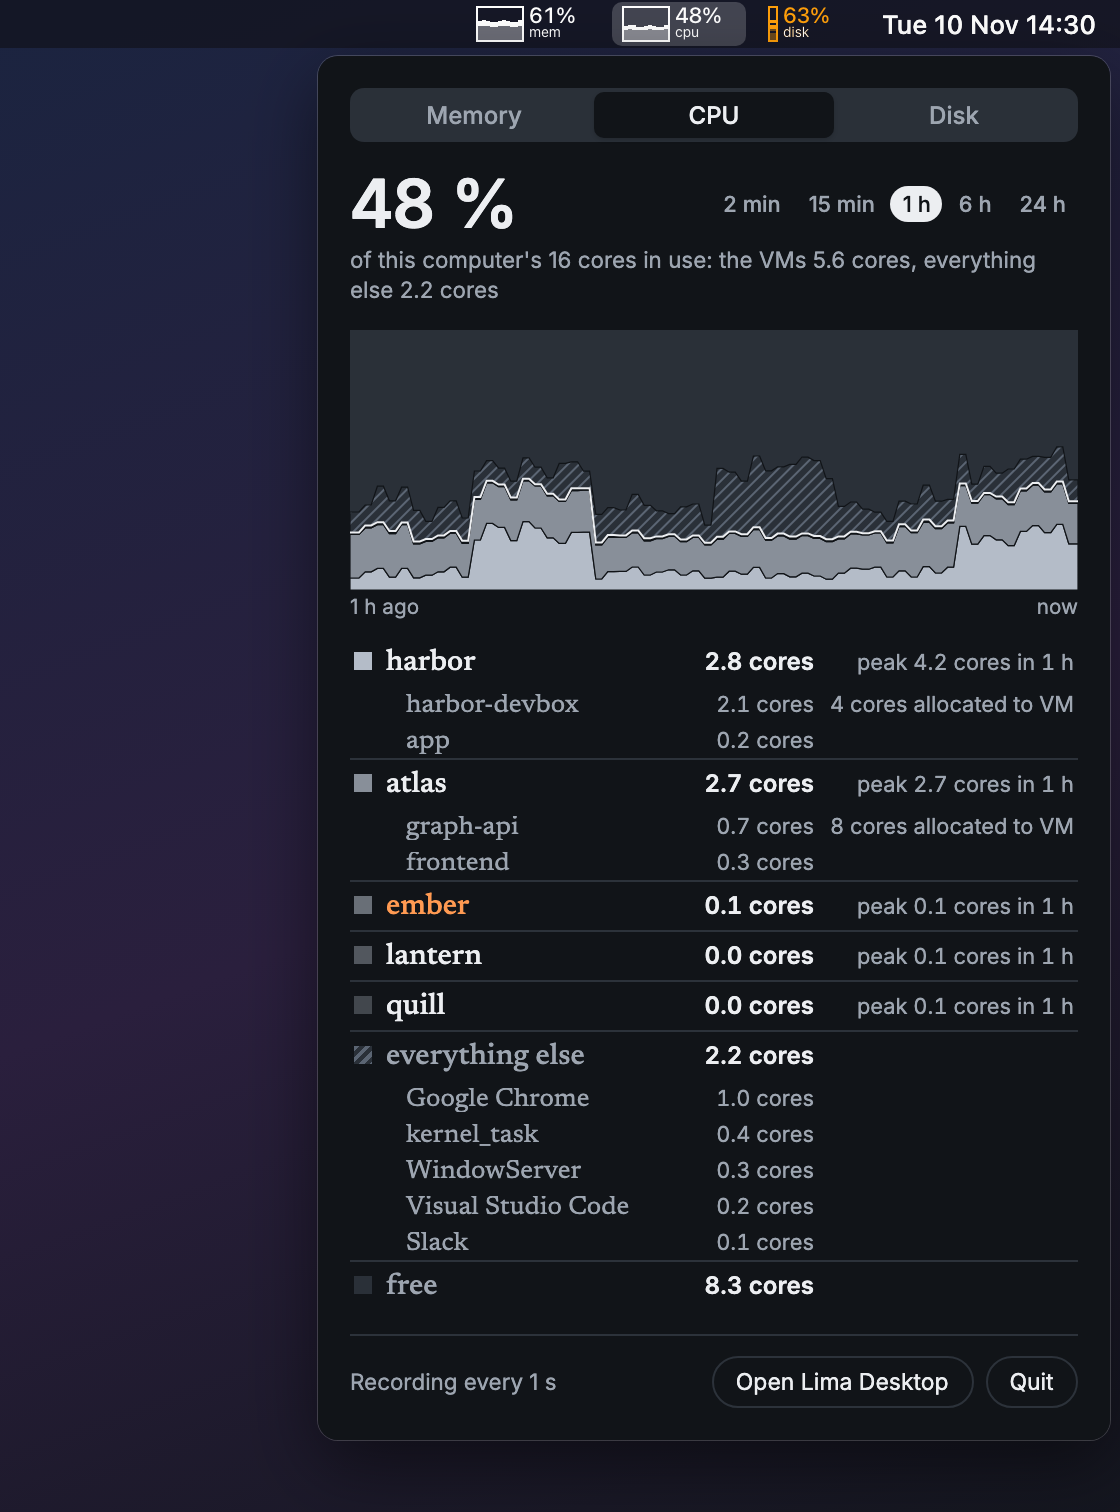 61% mem
48% cpu
63% disk
Tue 10 Nov 14:30
Memory CPU Disk
48 %
2 min 15 min 1 h 6 h 24 h
of this computer's 16 cores in use: the VMs 5.6 cores, everything
else 2.2 cores
1 h ago now
harbor 2.8 cores peak 4.2 cores in 1 h
harbor-devbox 2.1 cores 4 cores allocated to VM
app 0.2 cores
atlas 2.7 cores peak 2.7 cores in 1 h
graph-api 0.7 cores 8 cores allocated to VM
frontend 0.3 cores
ember 0.1 cores peak 0.1 cores in 1 h
lantern 0.0 cores peak 0.1 cores in 1 h
quill 0.0 cores peak 0.1 cores in 1 h
everything else 2.2 cores
Google Chrome 1.0 cores
kernel_task 0.4 cores
WindowServer 0.3 cores
Visual Studio Code 0.2 cores
Slack 0.1 cores
free 8.3 cores
Recording every 1 s Open Lima Desktop Quit